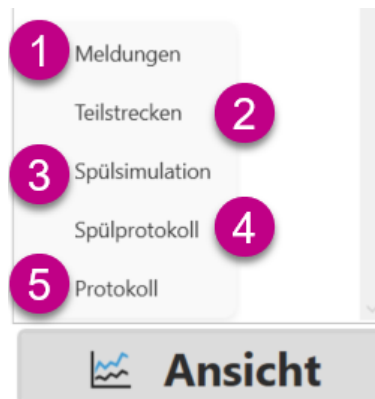 1 Meldungen
Teilstrecken 2
3 Spülsimulation
Spülprotokoll 4
5 Protokoll
Ansicht